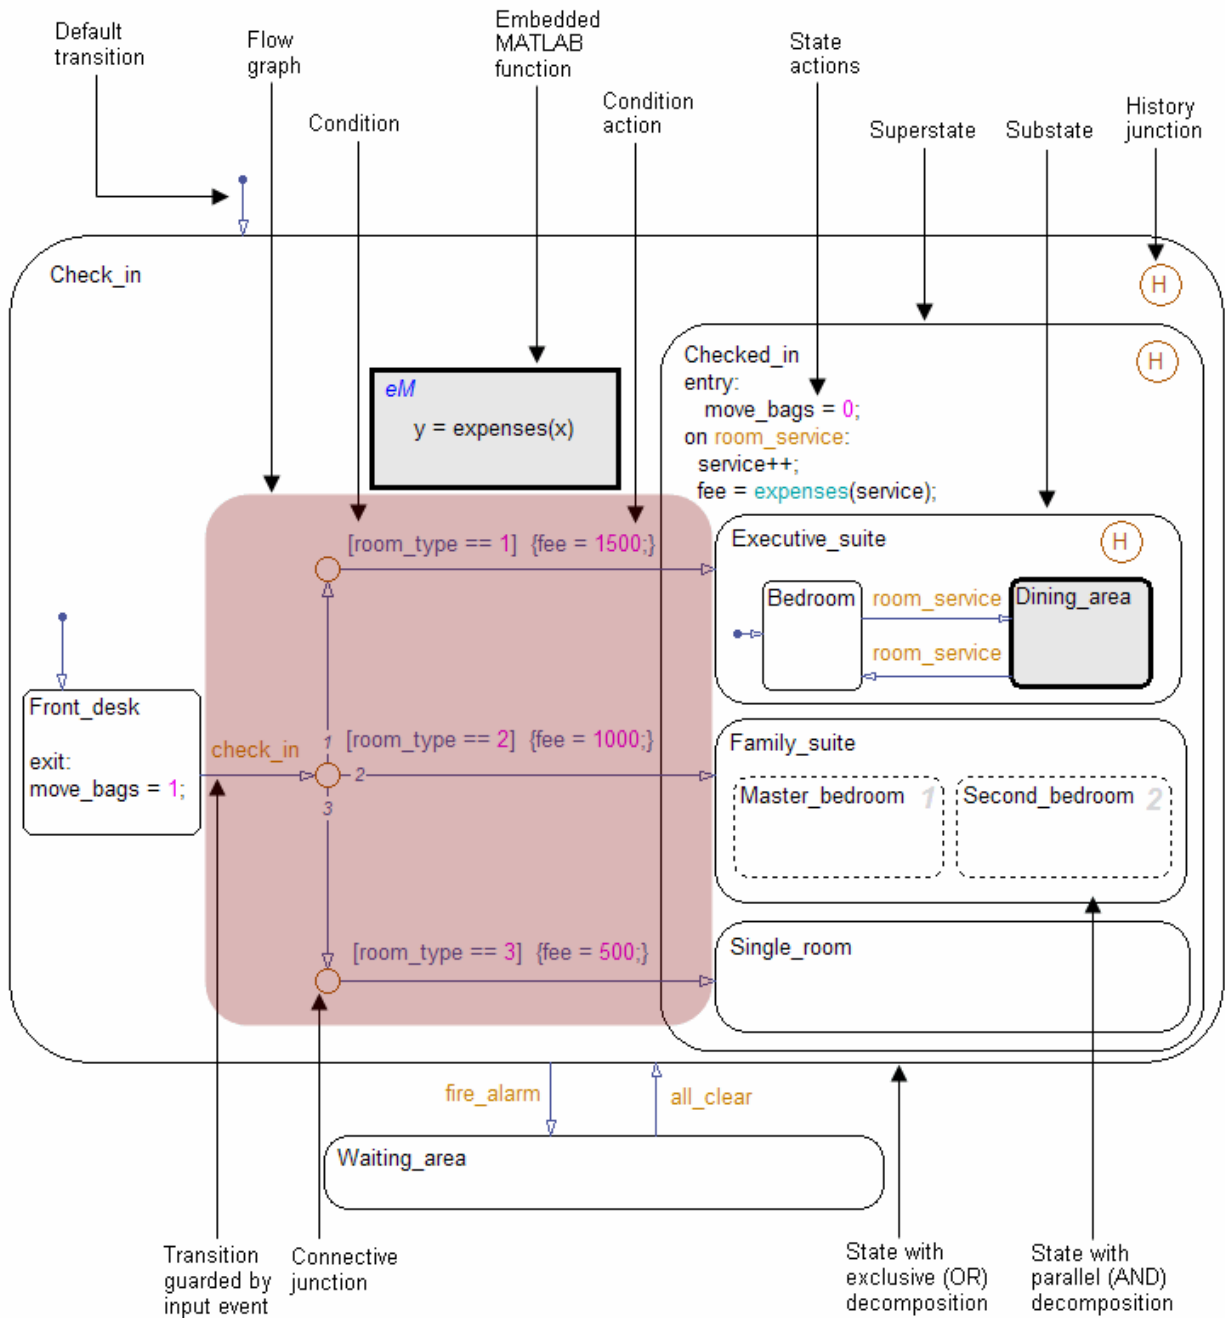 Default
transition
Flow
graph
Embedded
MATLAB
function
State
actions
Condition
Condition
action
Superstate
Substate
History
junction
Check_in
H
Checked_in
H
entry:
move_bags = 0;
on room_service:
service++;
fee = expenses(service);
eM
y = expenses(x)
[room_type == 1] {fee = 1500;}
Executive_suite
H
Bedroom
room_service
Dining_area
room_service
Front_desk
exit:
move_bags = 1;
check_in
1
2
3
[room_type == 2] {fee = 1000;}
Family_suite
Master_bedroom 1
Second_bedroom 2
[room_type == 3] {fee = 500;}
Single_room
fire_alarm
all_clear
Waiting_area
Transition
guarded by
input event
Connective
junction
State with
exclusive (OR)
decomposition
State with
parallel (AND)
decomposition